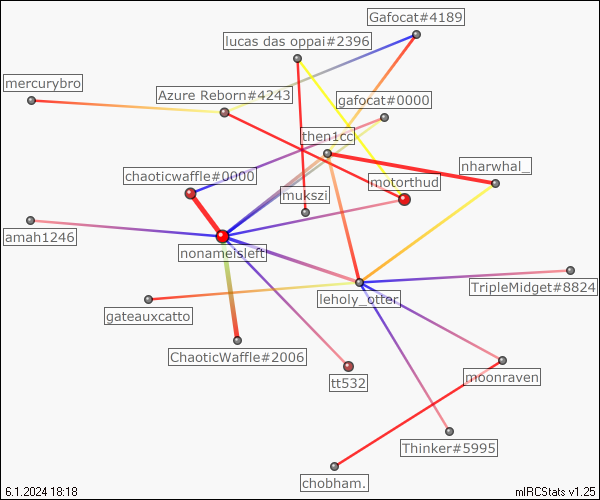 Gafocat#4189
lucas das oppai#2396
mercurybro
Azure Reborn#4243
gafocat#0000
then1cc
nharwhal_
chaoticwaffle#0000
motorthud
mukszi
amah1246
nonameisleft
TripleMidget#8824
leholy_otter
gateauxcatto
ChaoticWaffle#2006
moonraven
tt532
Thinker#5995
chobham.
6.1.2024 18:18
mIRCStats v1.25